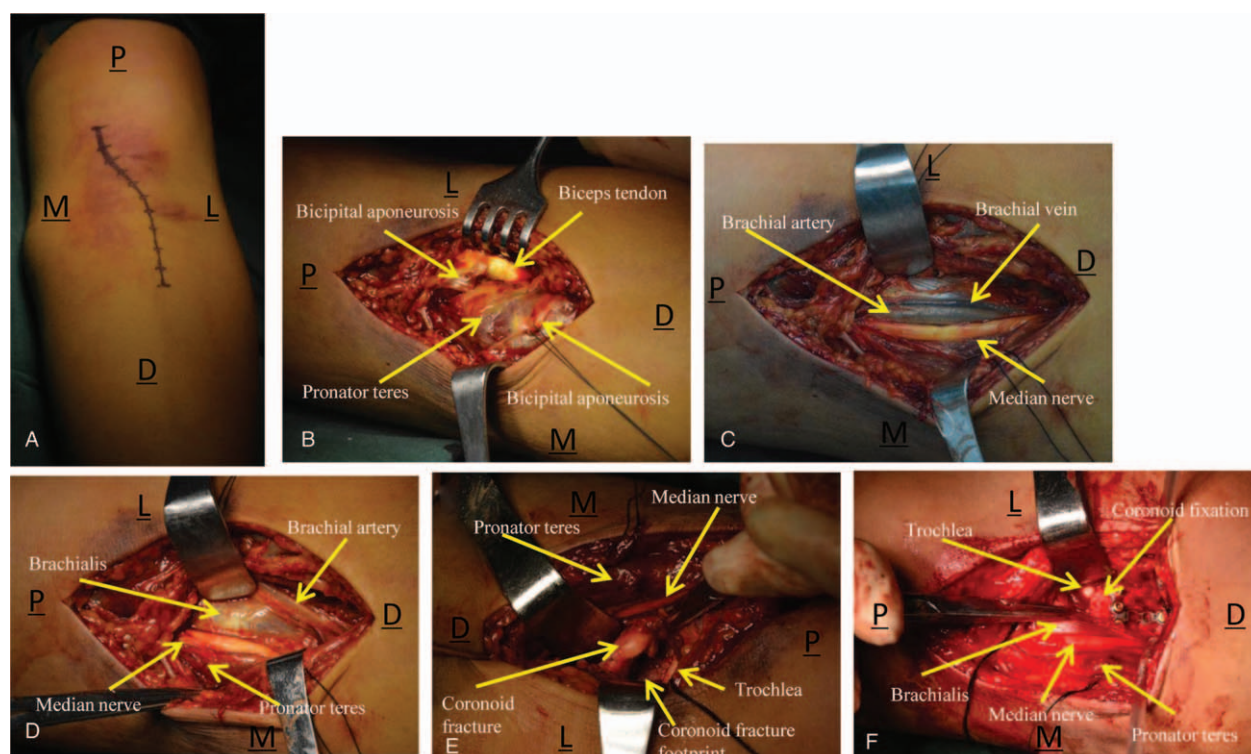 P
M
L
D
A
L
Bicipital aponeurosis
Biceps tendon
P
D
Pronator teres
Bicipital aponeurosis
B
M
L
Brachial artery
Brachial vein
D
P
Median nerve
C
M
L
Brachialis
Brachial artery
P
D
Median nerve
Pronator teres
D
M
M
Median nerve
Pronator teres
D
P
Coronoid
fracture
Trochlea
Coronoid fracture
footprint
E
L
L
Trochlea
Coronoid fixation
P
D
Brachialis
Median nerve
Pronator teres
F
M